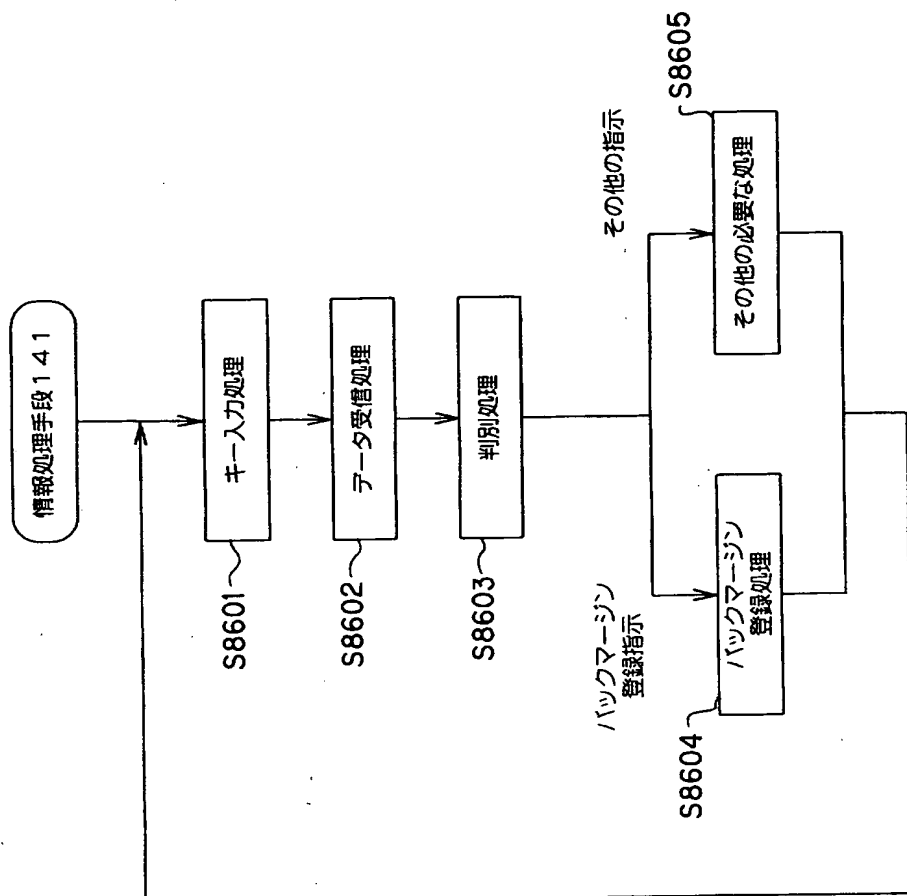 情報処理手段１４１
キー入力処理
S8601
データ受信処理
S8602
判別処理
S8603
バックマージン
登録指示
その他の指示
バックマージン
登録処理
S8604
その他の必要な処理
S8605